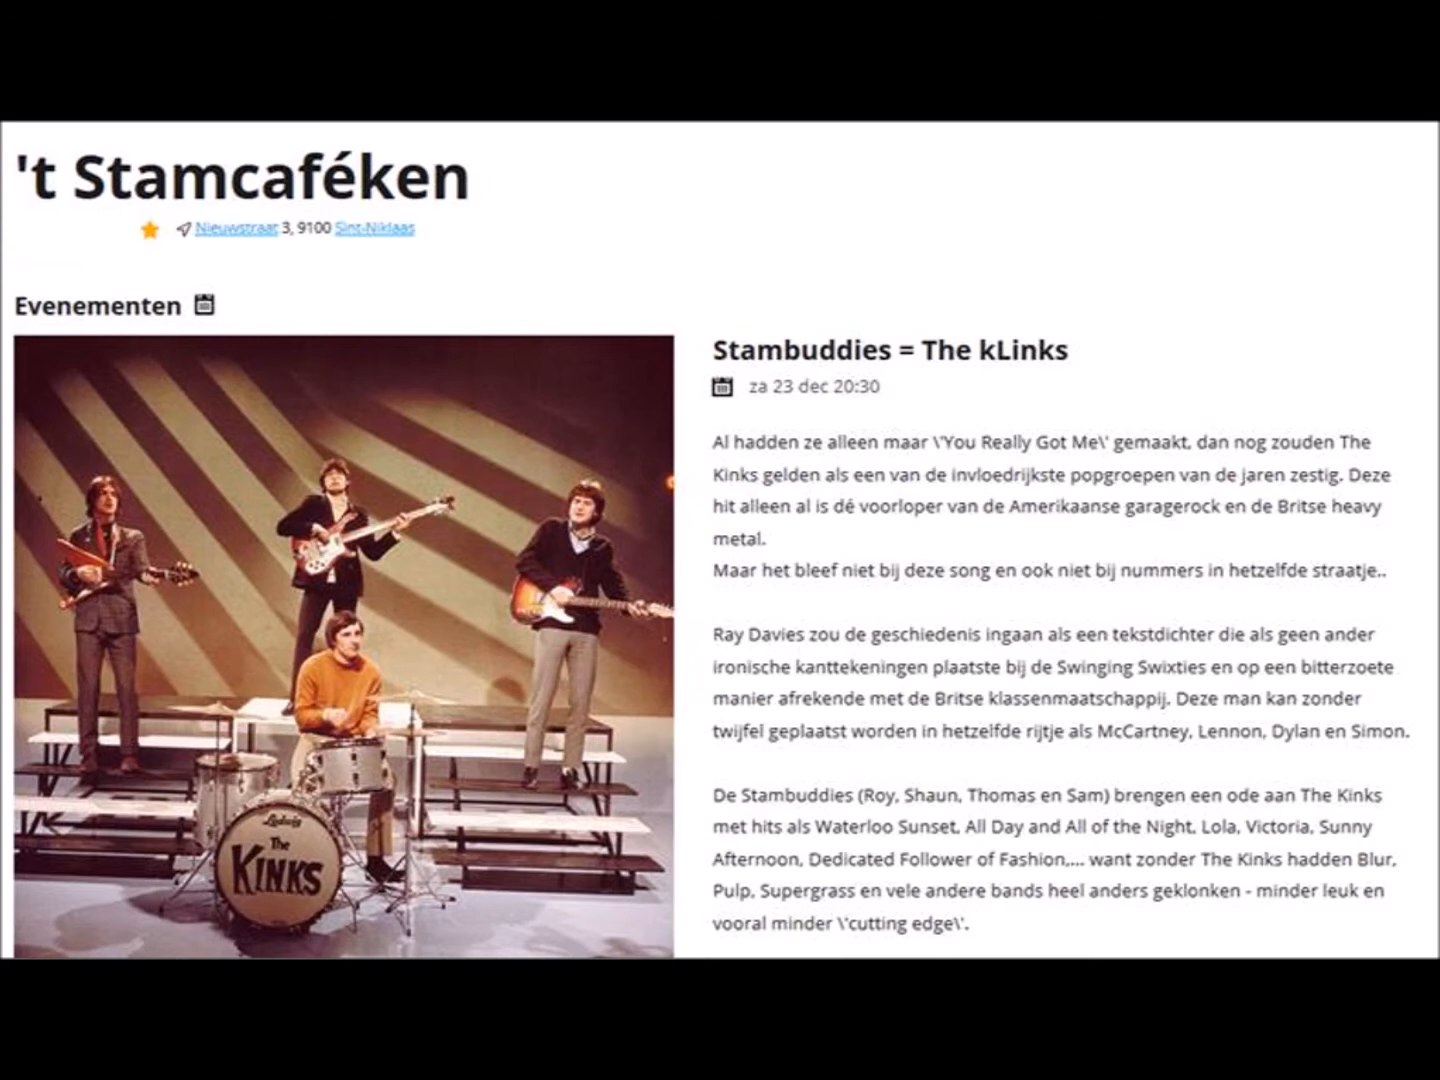 't Stamcaféken
Nieuwstraat 3, 9100 Sint-Niklaas
Evenementen
Ludwig
The
KINKS
Stambuddies = The kLinks
za 23 dec 20:30
Al hadden ze alleen maar \'You Really Got Me\' gemaakt, dan nog zouden The
Kinks gelden als een van de invloedrijkste popgroepen van de jaren zestig. Deze
hit alleen al is dé voorloper van de Amerikaanse garagerock en de Britse heavy
metal.
Maar het bleef niet bij deze song en ook niet bij nummers in hetzelfde straatje..
Ray Davies zou de geschiedenis ingaan als een tekstdichter die als geen ander
ironische kanttekeningen plaatste bij de Swinging Swixties en op een bitterzoete
manier afrekende met de Britse klassenmaatschappij. Deze man kan zonder
twijfel geplaatst worden in hetzelfde rijtje als McCartney, Lennon, Dylan en Simon.
De Stambuddies (Roy, Shaun, Thomas en Sam) brengen een ode aan The Kinks
met hits als Waterloo Sunset, All Day and All of the Night, Lola, Victoria, Sunny
Afternoon, Dedicated Follower of Fashion,... want zonder The Kinks hadden Blur,
Pulp, Supergrass en vele andere bands heel anders geklonken - minder leuk en
vooral minder \'cutting edge\'.